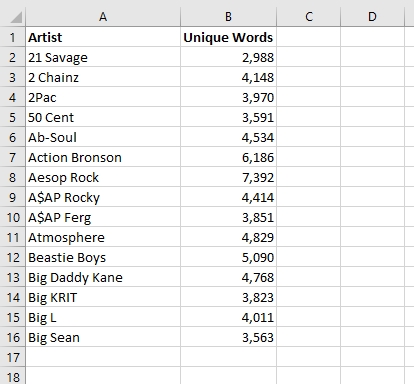 A B C D
1 Artist Unique Words
2 21 Savage 2,988
3 2 Chainz 4,148
4 2Pac 3,970
5 50 Cent 3,591
6 Ab-Soul 4,534
7 Action Bronson 6,186
8 Aesop Rock 7,392
9 A$AP Rocky 4,414
10 A$AP Ferg 3,851
11 Atmosphere 4,829
12 Beastie Boys 5,090
13 Big Daddy Kane 4,768
14 Big KRIT 3,823
15 Big L 4,011
16 Big Sean 3,563
17
18